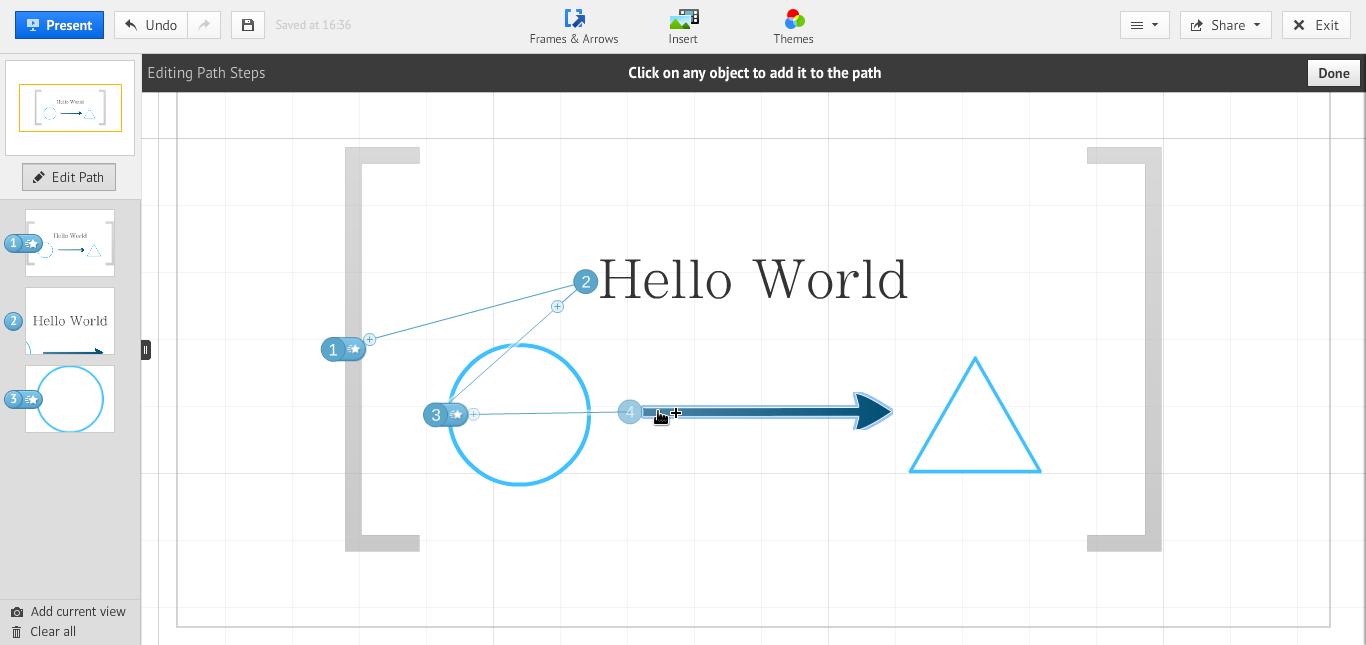 Present
Undo
Saved at 16:36
Frames & Arrows
Insert
Themes
Share
Exit
Editing Path Steps
Click on any object to add it to the path
Done
Hello World
Edit Path
1
Hello World
2
Hello World
3
Add current view
Clear all
2
Hello World
1
3
4